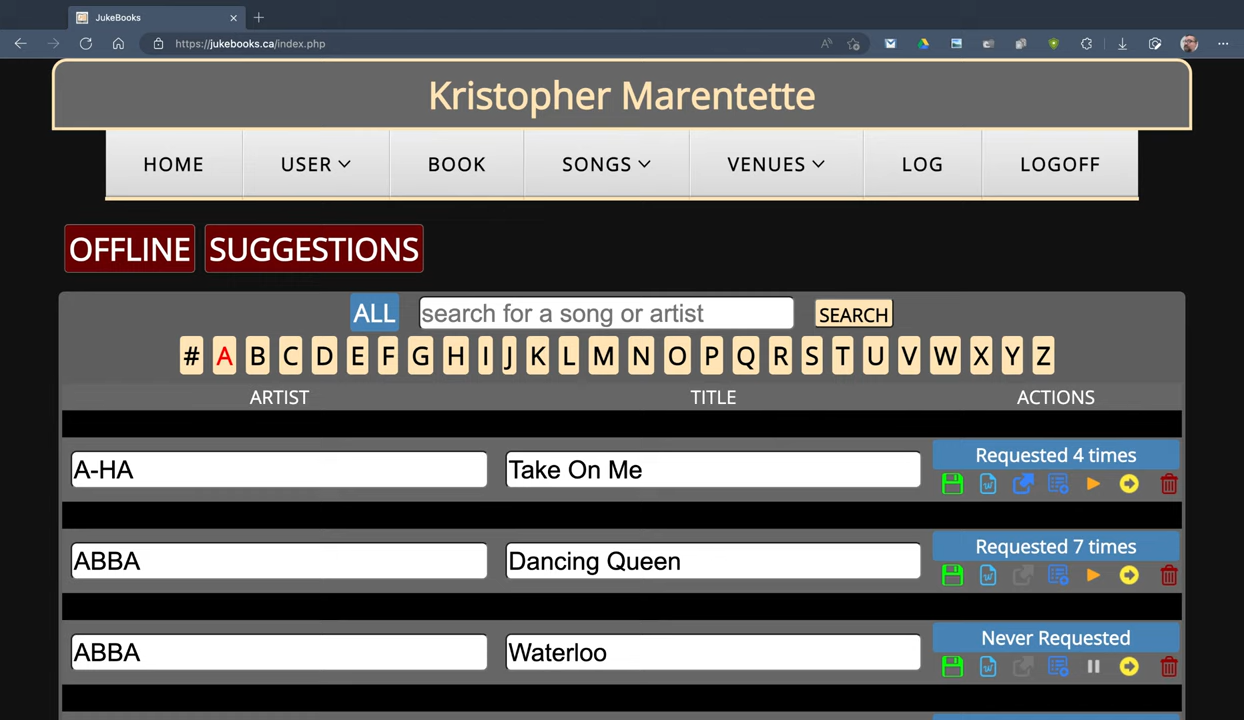 JukeBooks
https://jukebooks.ca/index.php
Kristopher Marentette
HOME USER BOOK SONGS VENUES LOG LOGOFF
OFFLINE SUGGESTIONS
ALL search for a song or artist SEARCH
# A B C D E F G H I J K L M N O P Q R S T U V W X Y Z
ARTIST TITLE ACTIONS
Requested 4 times
A-HA Take On Me
Requested 7 times
ABBA Dancing Queen
Never Requested
ABBA Waterloo